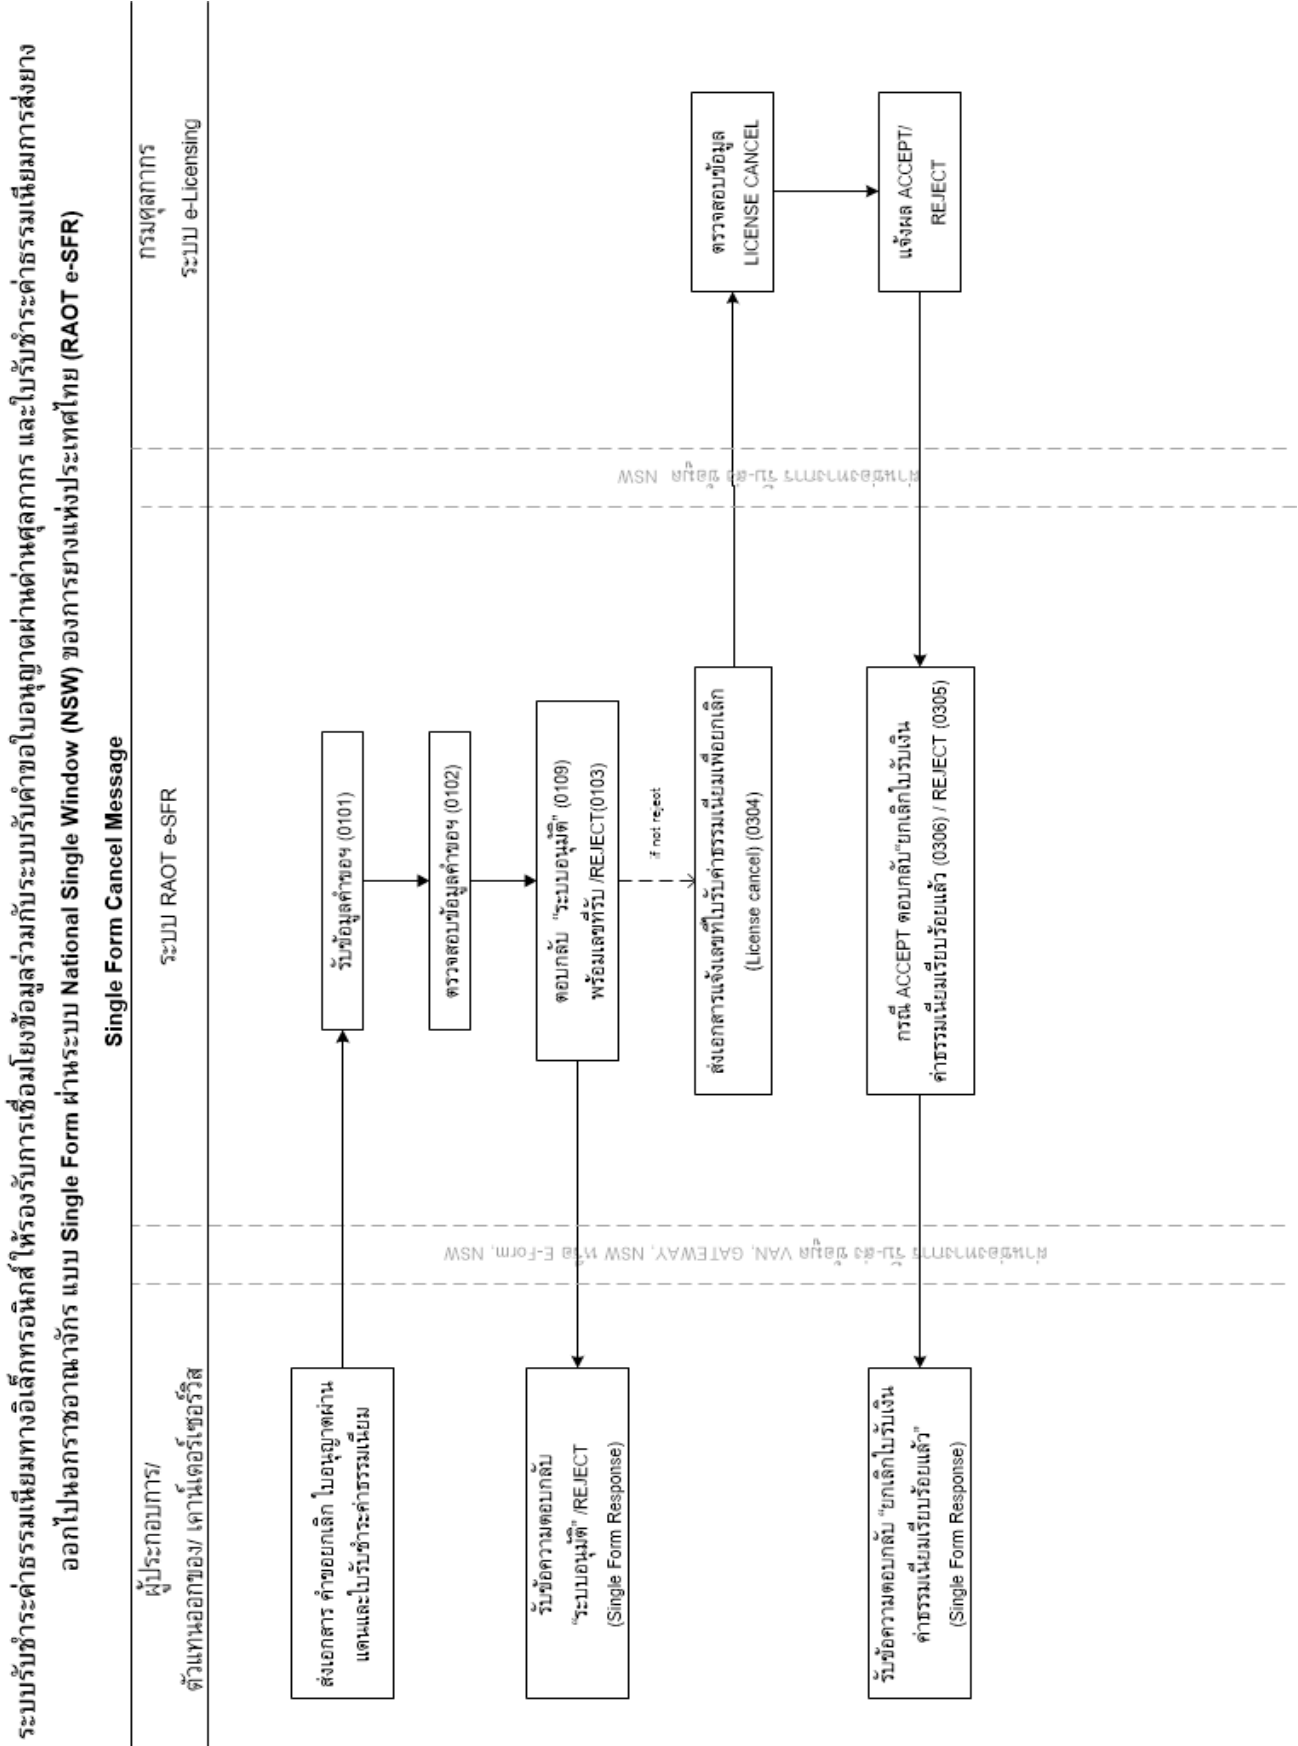 ระบบรับชำระค่าธรรมเนียมทางอิเล็กทรอนิกส์ ให้รองรับการเชื่อมโยงข้อมูลร่วมกับระบบรับคำขอใบอนุญาตผ่านด่านศุลกากร และใบรับชำระค่าธรรมเนียมการส่งยาง
ออกไปนอกราชอาณาจักร แบบ Single Form ผ่านระบบ National Single Window (NSW) ของการยางแห่งประเทศไทย (RAOT e-SFR)
Single Form Cancel Message
ผู้ประกอบการ/
ตัวแทนออกของ/ เคาน์เตอร์เซอร์วิส
ระบบ RAOT e-SFR
กรมศุลกากร
ระบบ e-Licensing
ส่งเอกสาร คำขอยกเลิก ใบอนุญาตผ่าน
แดนและใบรับชำระค่าธรรมเนียม
รับข้อมูลคำขอฯ (0101)
ตรวจสอบข้อมูลคำขอฯ (0102)
ตอบกลับ "ระบบอนุมัติ" (0109)
พร้อมเลขที่รับ /REJECT(0103)
รับข้อความตอบกลับ
"ระบบอนุมัติ" /REJECT
(Single Form Response)
if not reject
ส่งเอกสารแจ้งเลขที่ใบรับค่าธรรมเนียมเพื่อยกเลิก
(License cancel) (0304)
ตรวจสอบข้อมูล
LICENSE CANCEL
แจ้งผล ACCEPT/
REJECT
กรณี ACCEPT ตอบกลับ"ยกเลิกใบรับเงิน
ค่าธรรมเนียมเรียบร้อยแล้ว (0306) / REJECT (0305)
รับข้อความตอบกลับ "ยกเลิกใบรับเงิน
ค่าธรรมเนียมเรียบร้อยแล้ว"
(Single Form Response)
ผ่านช่องทางการ รับ-ส่ง ข้อมูล VAN, GATEWAY, NSW หรือ E-Form, NSW
ผ่านช่องทางการ รับ-ส่ง ข้อมูล NSW